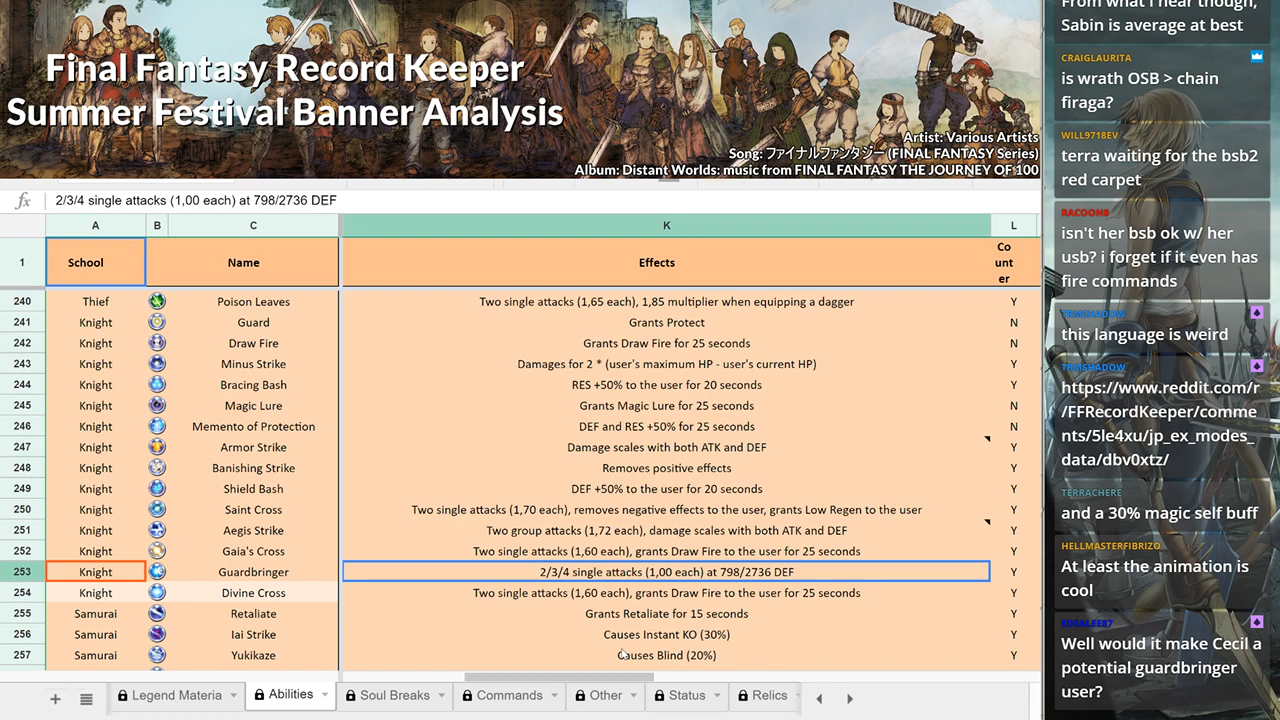 Final Fantasy Record Keeper
Summer Festival Banner Analysis
Artist: Various Artists
Song: ファイナルファンタジー (FINAL FANTASY Series)
Album: Distant Worlds: music from FINAL FANTASY THE JOURNEY OF 100
fx 2/3/4 single attacks (1,00 each) at 798/2736 DEF
A B C K L
1 School Name Effects Co
unt
er
240 Thief Poison Leaves Two single attacks (1,65 each), 1,85 multiplier when equipping a dagger Y
241 Knight Guard Grants Protect N
242 Knight Draw Fire Grants Draw Fire for 25 seconds N
243 Knight Minus Strike Damages for 2 * (user's maximum HP - user's current HP) Y
244 Knight Bracing Bash RES +50% to the user for 20 seconds Y
245 Knight Magic Lure Grants Magic Lure for 25 seconds N
246 Knight Memento of Protection DEF and RES +50% for 25 seconds N
247 Knight Armor Strike Damage scales with both ATK and DEF Y
248 Knight Banishing Strike Removes positive effects Y
249 Knight Shield Bash DEF +50% to the user for 20 seconds Y
250 Knight Saint Cross Two single attacks (1,70 each), removes negative effects to the user, grants Low Regen to the user Y
251 Knight Aegis Strike Two group attacks (1,72 each), damage scales with both ATK and DEF Y
252 Knight Gaia's Cross Two single attacks (1,60 each), grants Draw Fire to the user for 25 seconds Y
253 Knight Guardbringer 2/3/4 single attacks (1,00 each) at 798/2736 DEF Y
254 Knight Divine Cross Two single attacks (1,60 each), grants Draw Fire to the user for 25 seconds Y
255 Samurai Retaliate Grants Retaliate for 15 seconds Y
256 Samurai Iai Strike Causes Instant KO (30%) Y
257 Samurai Yukikaze Causes Blind (20%) Y
Legend Materia Abilities Soul Breaks Commands Other Status Relics
From what I hear though,
Sabin is average at best
CRAIGLAURITA
is wrath OSB > chain
firaga?
WILL9718EV
terra waiting for the bsb2
red carpet
RACOON8
isn't her bsb ok w/ her
usb? i forget if it even has
fire commands
TRMSHADOW
this language is weird
TRMSHADOW
https://www.reddit.com/r
/FFRecordKeeper/comme
nts/5le4xu/jp_ex_modes_
data/dbv0xtz/
TERRACHERE
and a 30% magic self buff
HELLMASTERFIBRIZO
At least the animation is
cool
Well would it make Cecil a
potential guardbringer
user?